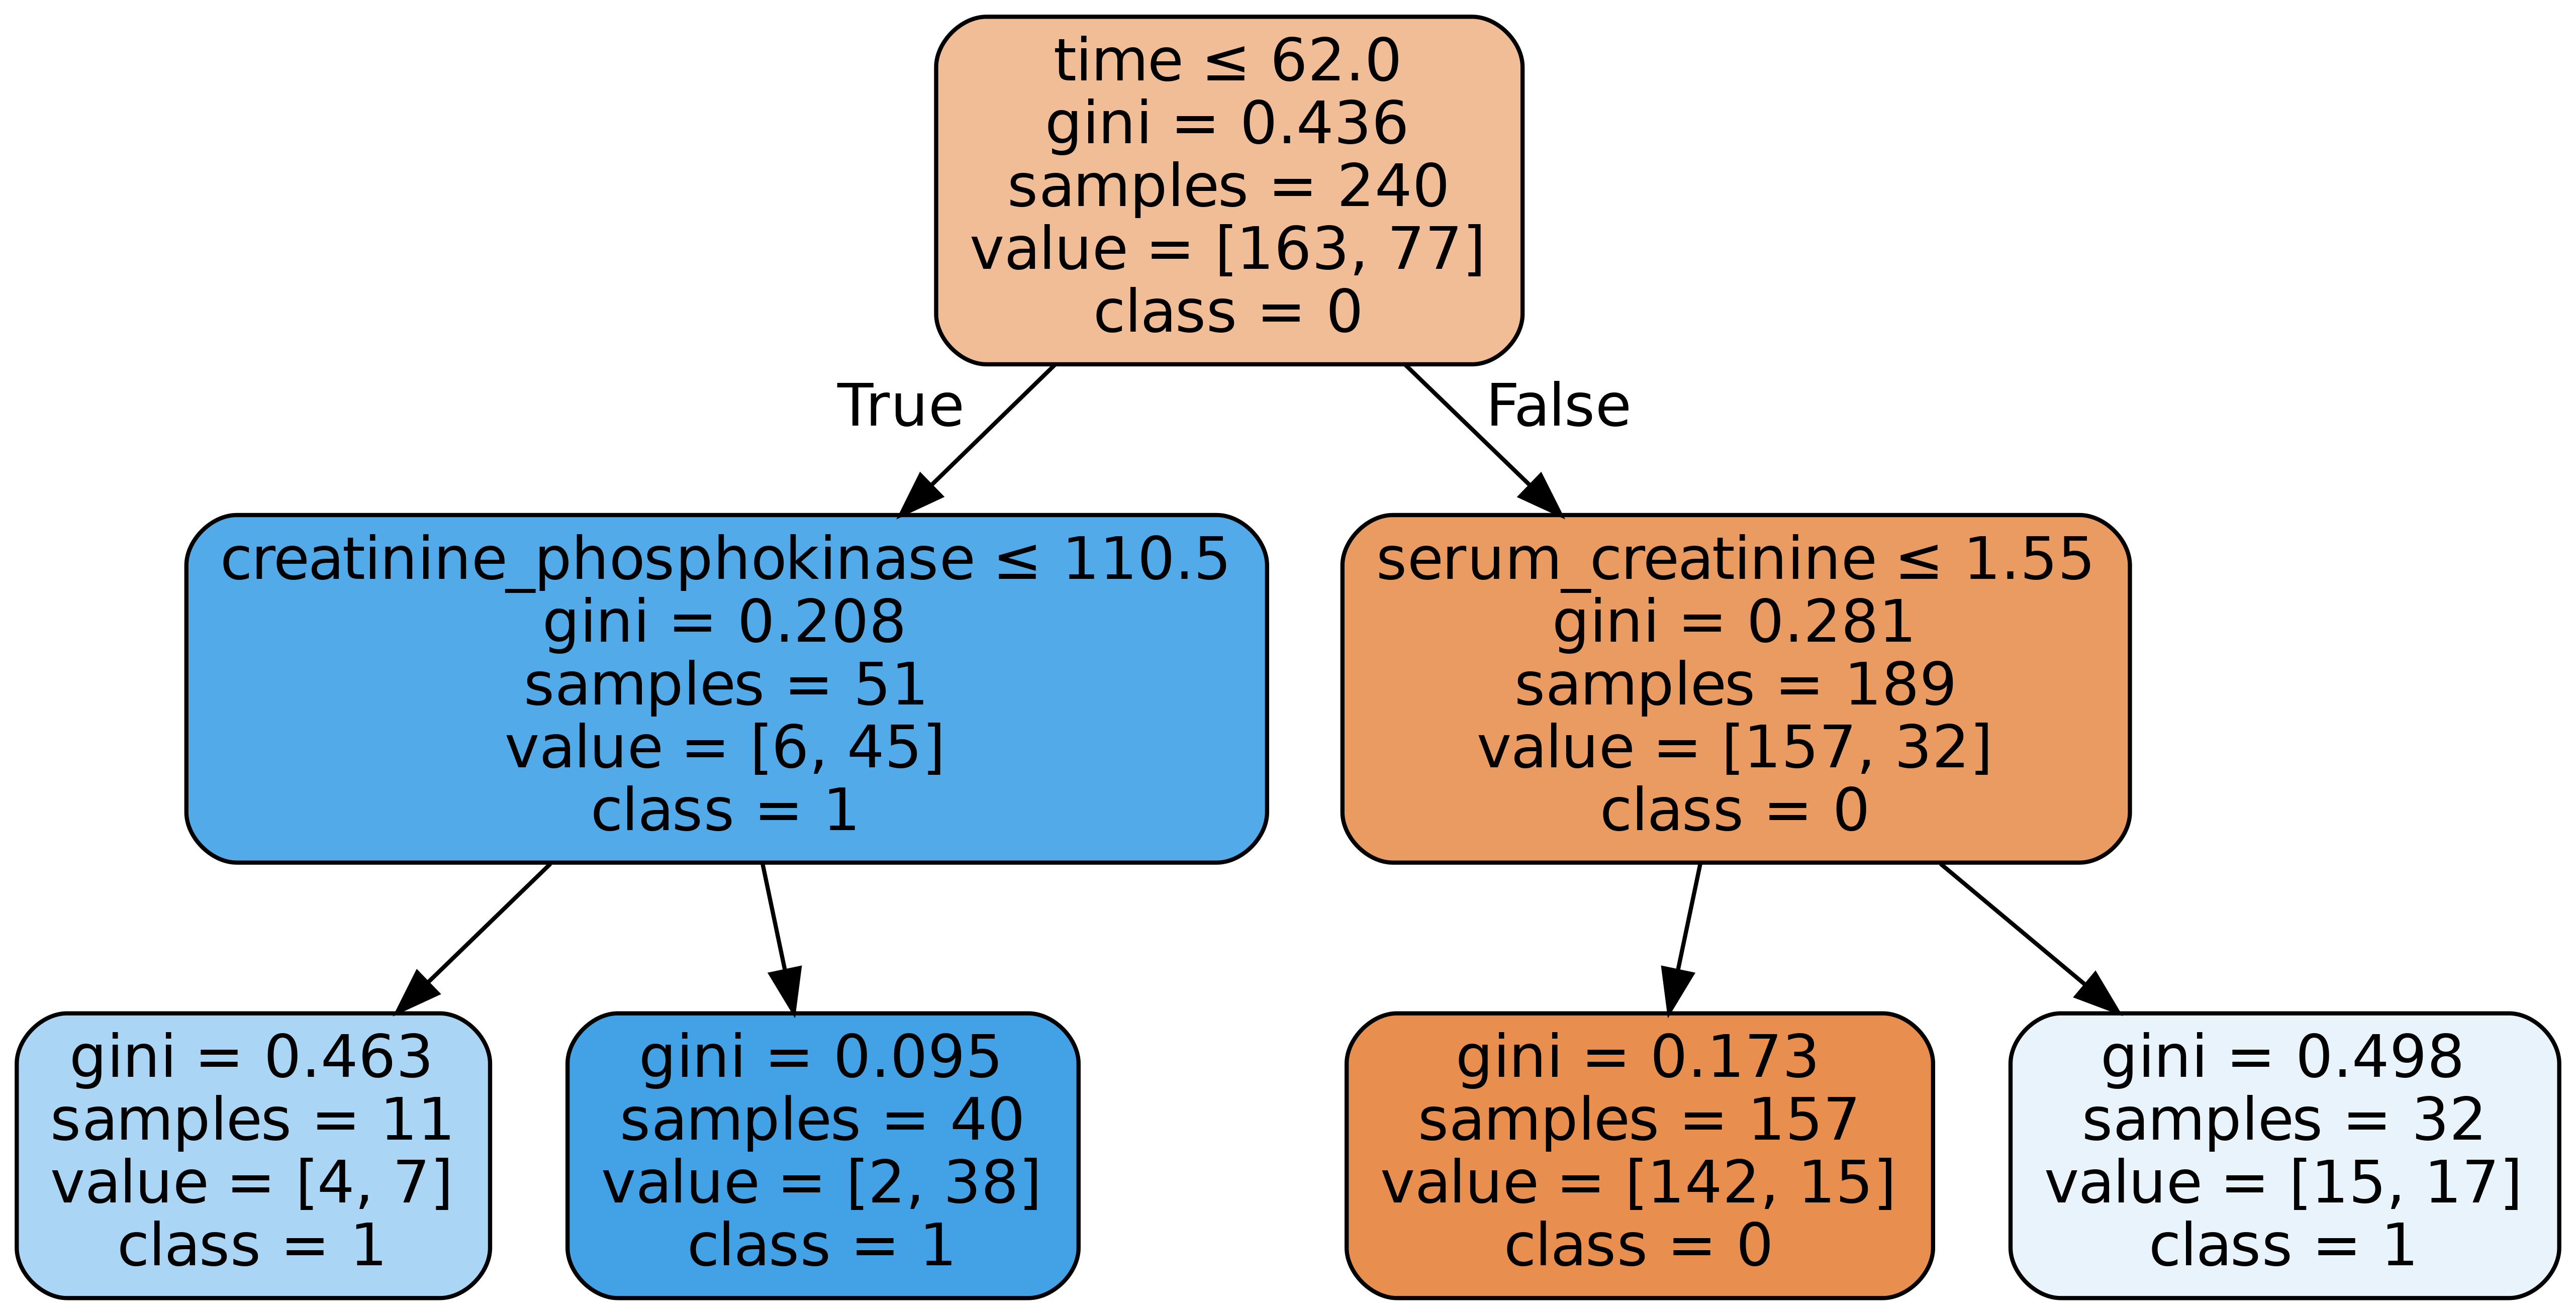 time ≤ 62.0
gini = 0.436
samples = 240
value = [163, 77]
class = 0
True
False
creatinine_phosphokinase ≤ 110.5
gini = 0.208
samples = 51
value = [6, 45]
class = 1
serum_creatinine ≤ 1.55
gini = 0.281
samples = 189
value = [157, 32]
class = 0
gini = 0.463
samples = 11
value = [4, 7]
class = 1
gini = 0.095
samples = 40
value = [2, 38]
class = 1
gini = 0.173
samples = 157
value = [142, 15]
class = 0
gini = 0.498
samples = 32
value = [15, 17]
class = 1